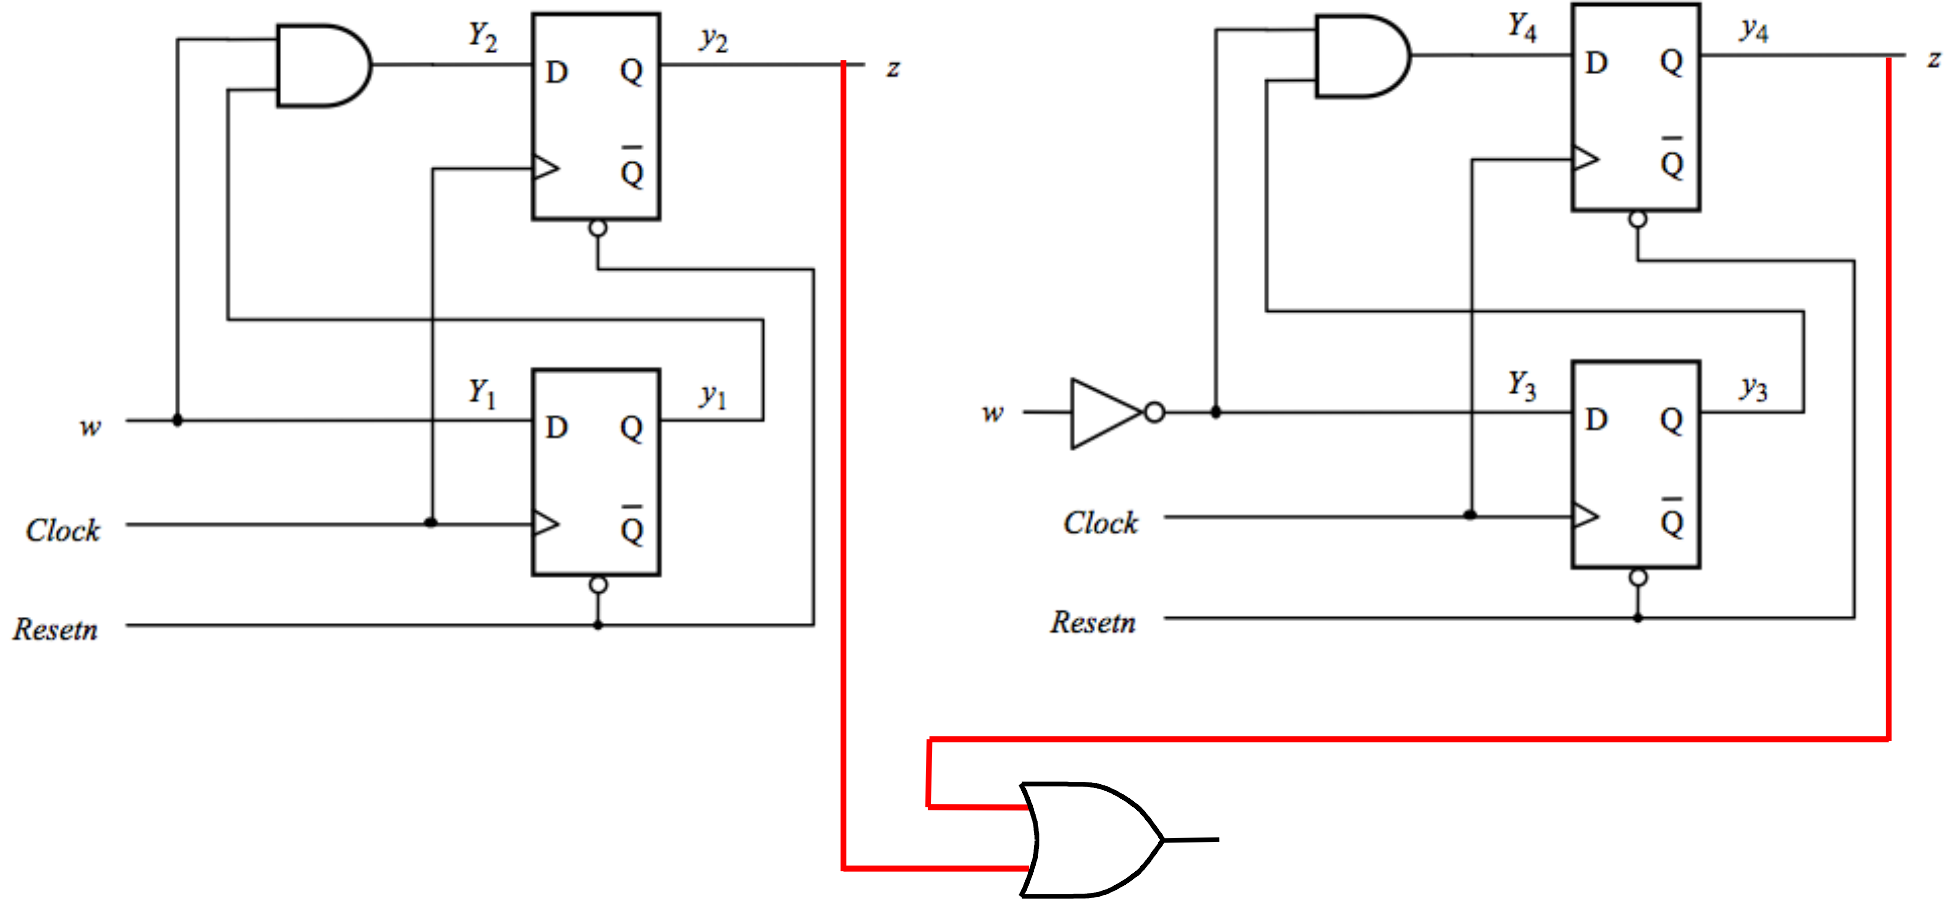 Y2
y2
D Q
z
Q̅
Y1
y1
w
D Q
Clock
Q̅
Resetn
Y4
y4
D Q
z
Q̅
Y3
y3
w
D Q
Clock
Q̅
Resetn